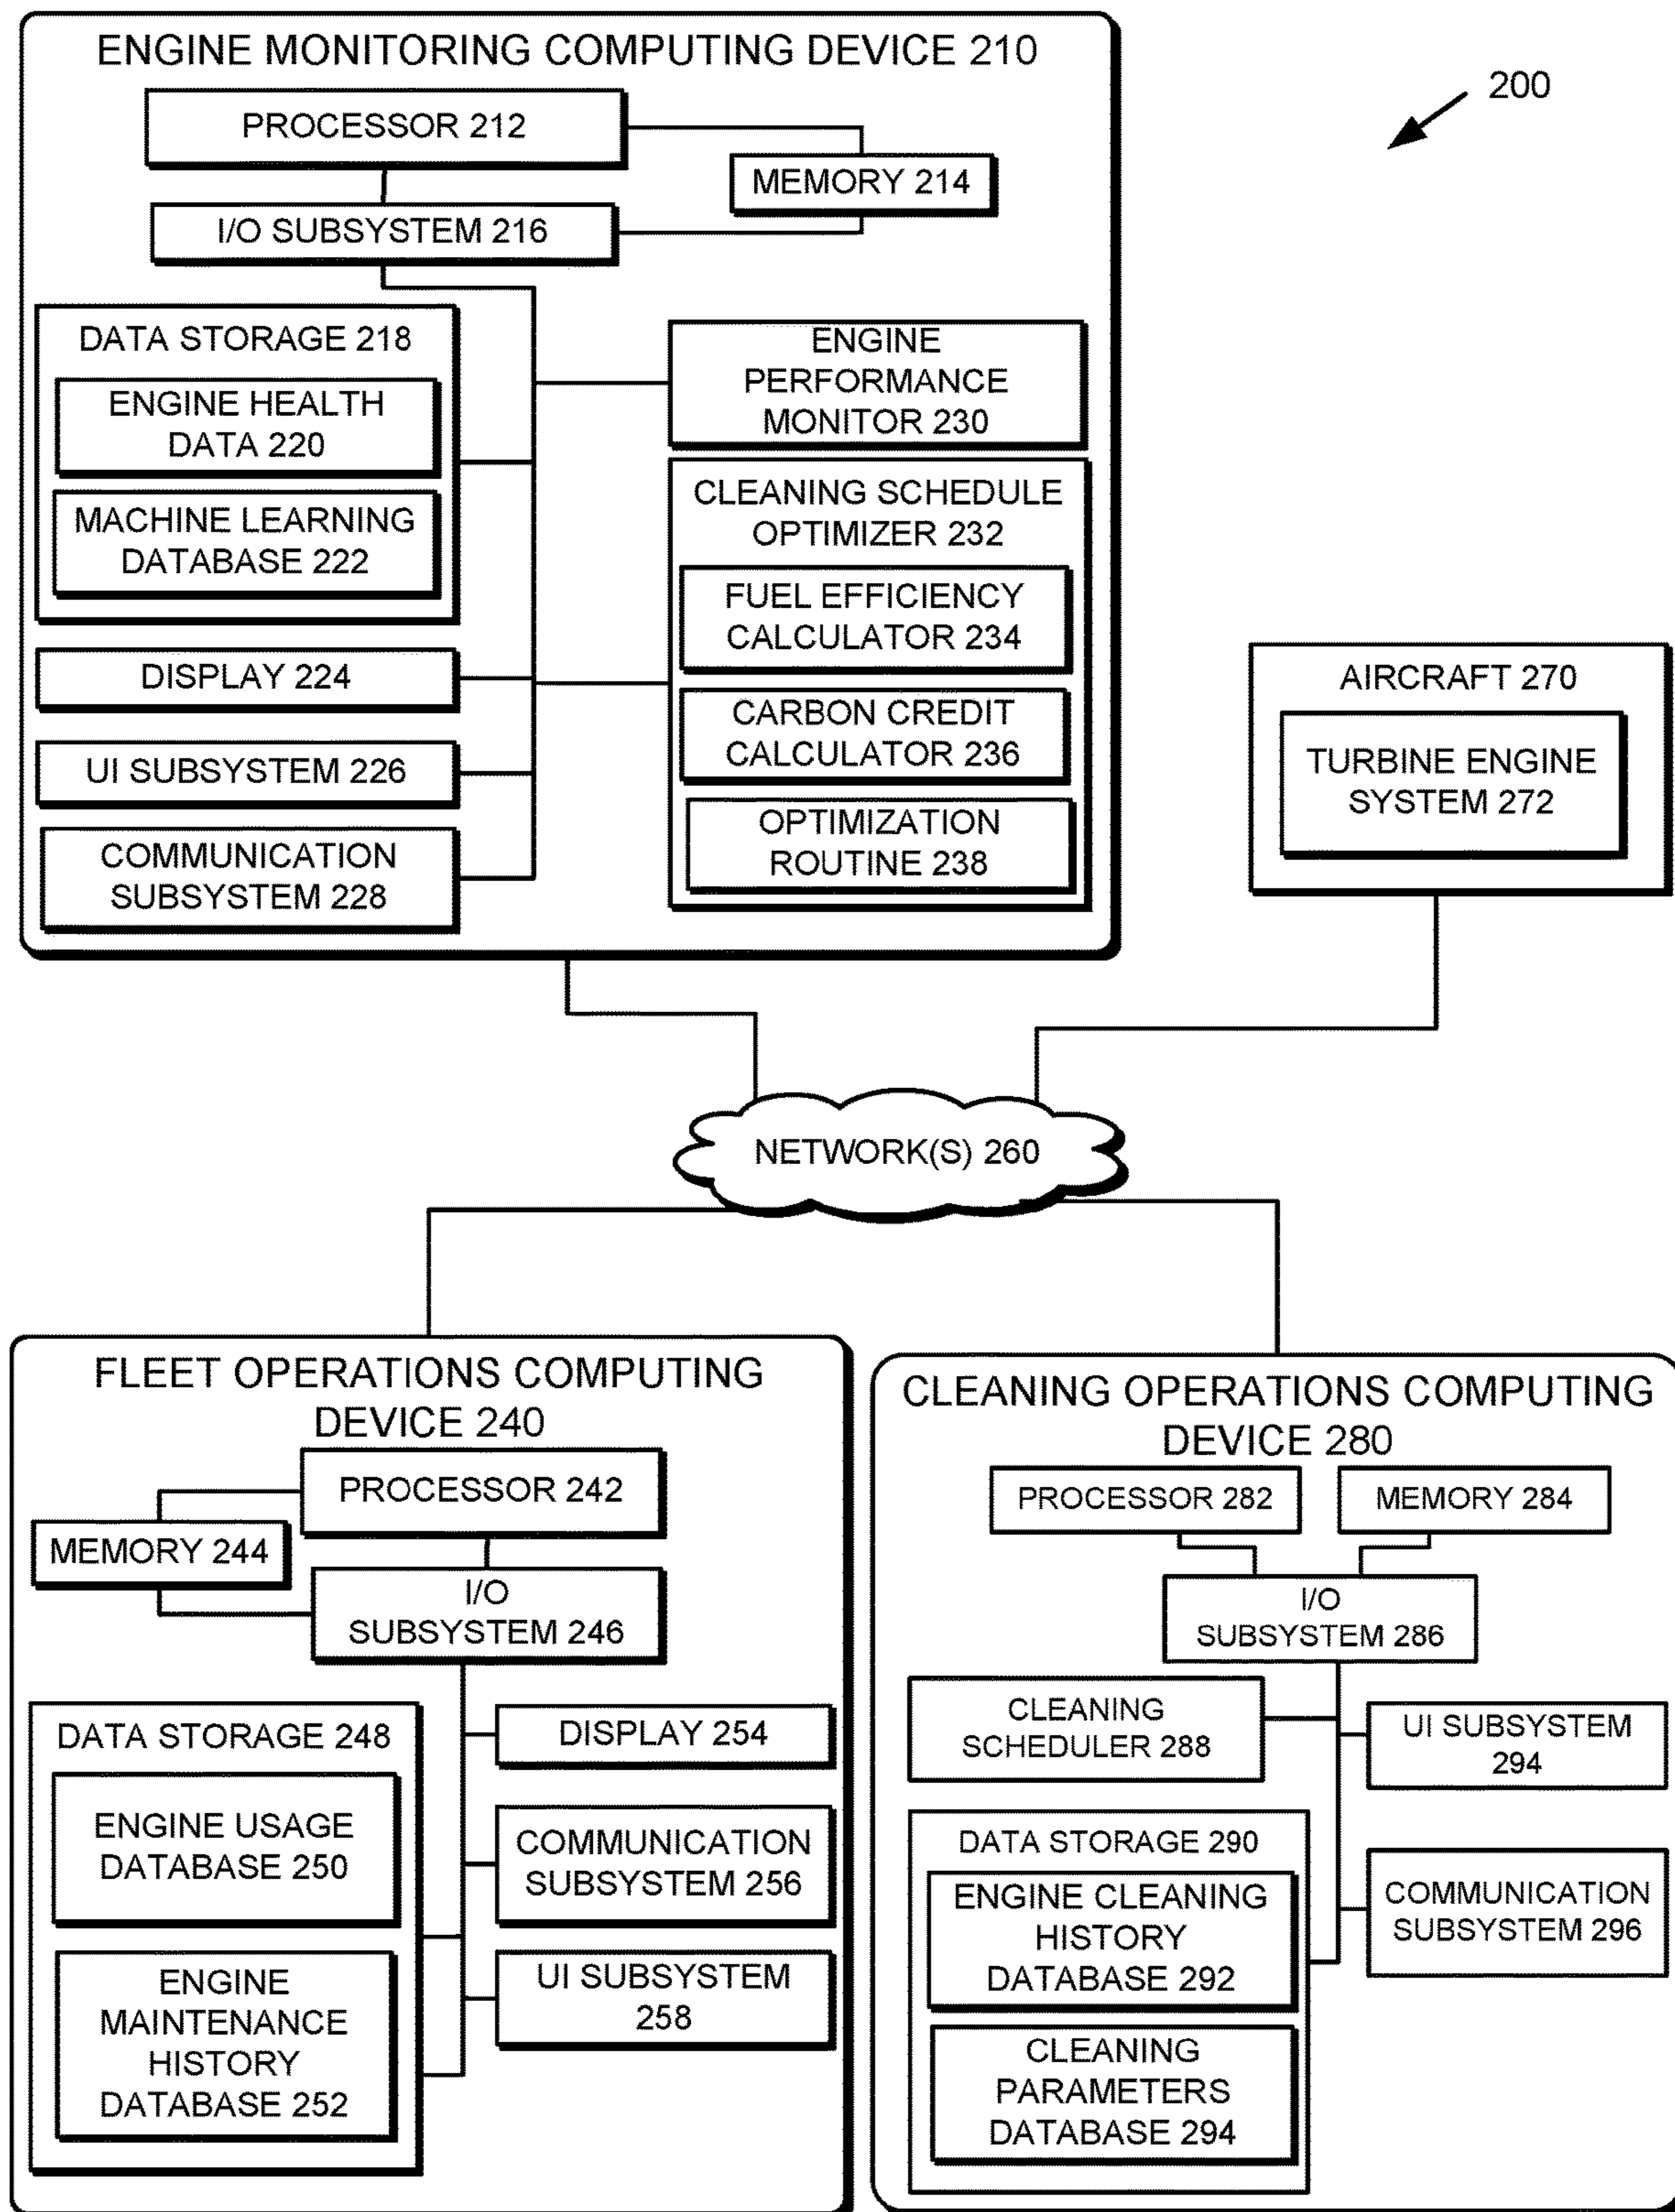 ENGINE MONITORING COMPUTING DEVICE 210
200
PROCESSOR 212
MEMORY 214
I/O SUBSYSTEM 216
DATA STORAGE 218
ENGINE HEALTH
DATA 220
MACHINE LEARNING
DATABASE 222
DISPLAY 224
UI SUBSYSTEM 226
COMMUNICATION
SUBSYSTEM 228
ENGINE
PERFORMANCE
MONITOR 230
CLEANING SCHEDULE
OPTIMIZER 232
FUEL EFFICIENCY
CALCULATOR 234
CARBON CREDIT
CALCULATOR 236
OPTIMIZATION
ROUTINE 238
AIRCRAFT 270
TURBINE ENGINE
SYSTEM 272
NETWORK(S) 260
FLEET OPERATIONS COMPUTING
DEVICE 240
PROCESSOR 242
MEMORY 244
I/O
SUBSYSTEM 246
DATA STORAGE 248
ENGINE USAGE
DATABASE 250
ENGINE
MAINTENANCE
HISTORY
DATABASE 252
DISPLAY 254
COMMUNICATION
SUBSYSTEM 256
UI SUBSYSTEM
258
CLEANING OPERATIONS COMPUTING
DEVICE 280
PROCESSOR 282
MEMORY 284
I/O
SUBSYSTEM 286
CLEANING
SCHEDULER 288
UI SUBSYSTEM
294
DATA STORAGE 290
ENGINE CLEANING
HISTORY
DATABASE 292
CLEANING
PARAMETERS
DATABASE 294
COMMUNICATION
SUBSYSTEM 296